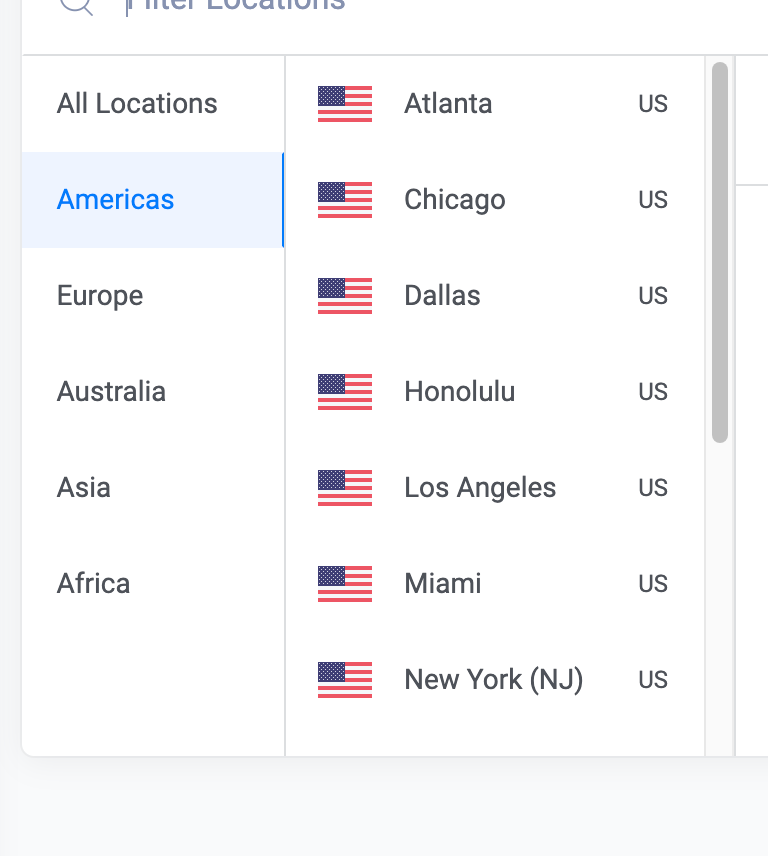 Filter Locations
All Locations
Americas
Europe
Australia
Asia
Africa
Atlanta US
Chicago US
Dallas US
Honolulu US
Los Angeles US
Miami US
New York (NJ) US